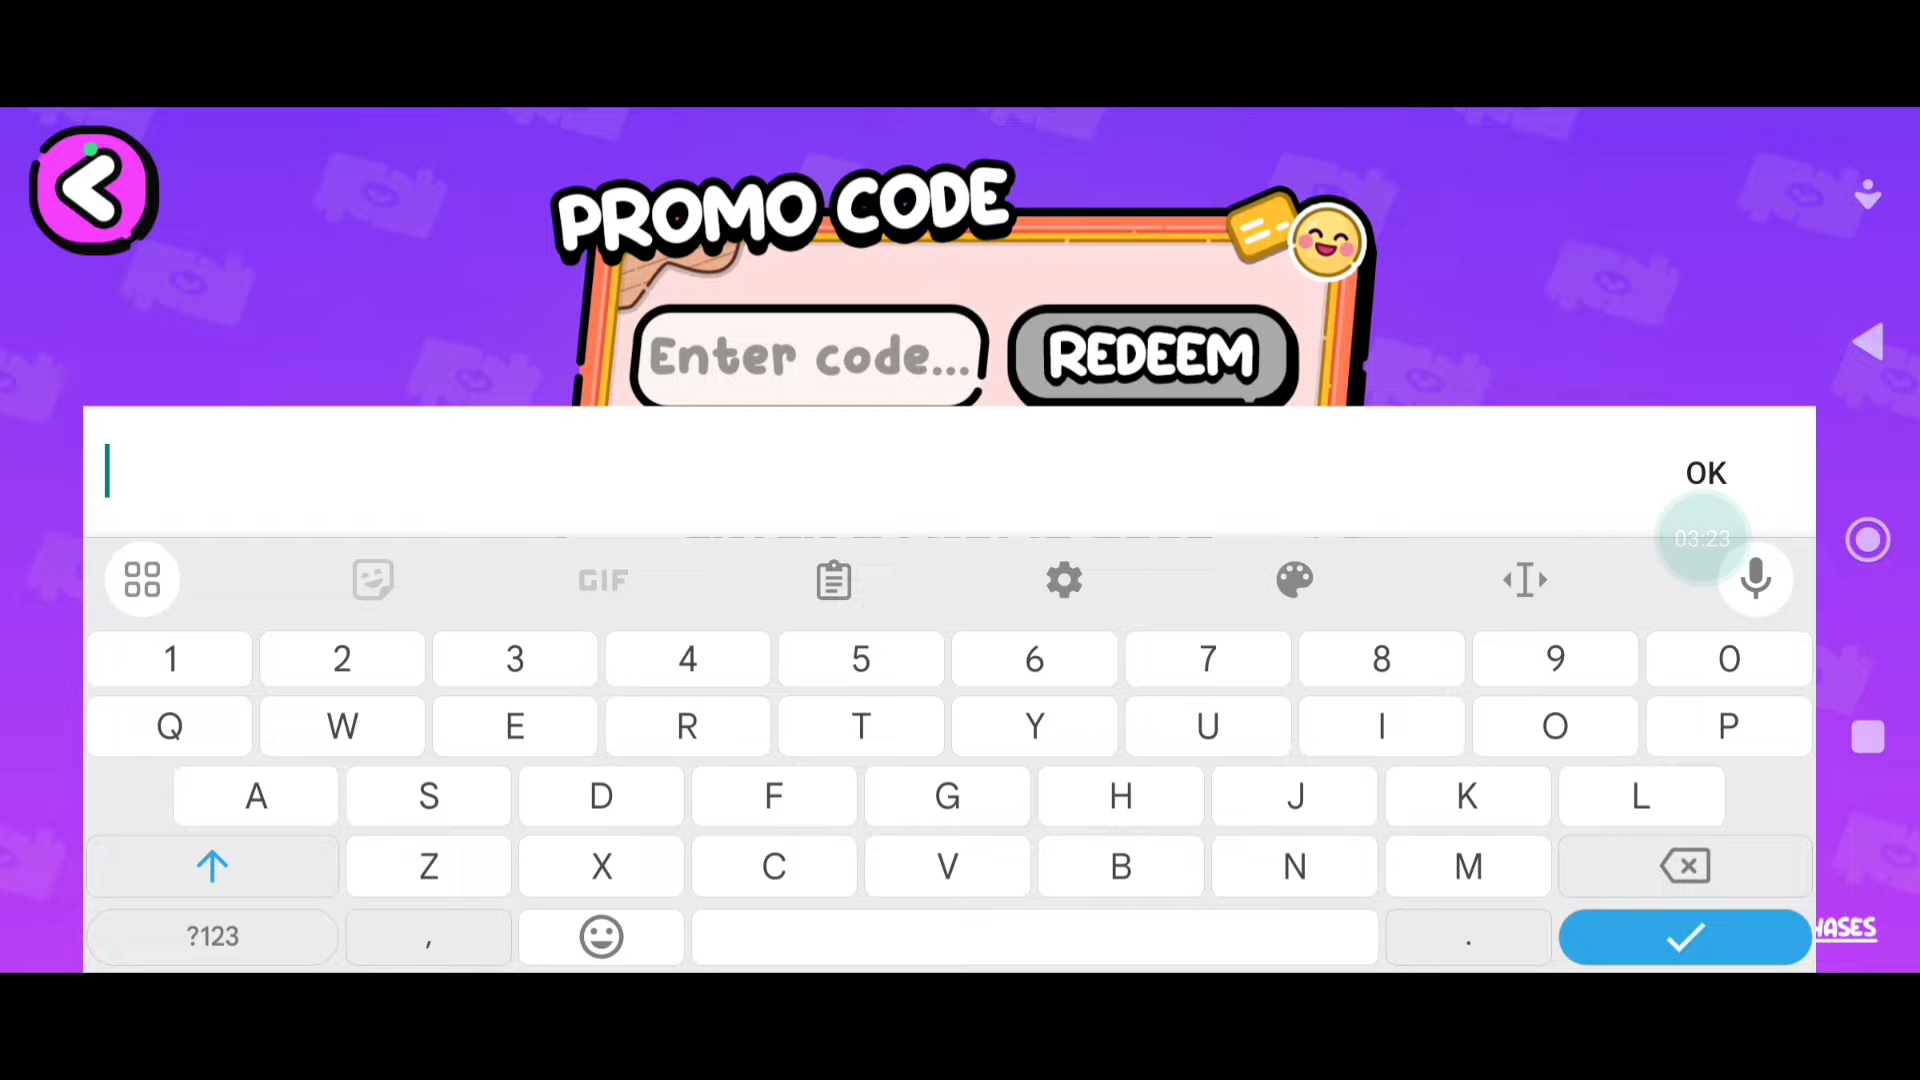 PROMO CODE
Enter code...
REDEEM
OK
03:23
GIF
1 2 3 4 5 6 7 8 9 0
Q W E R T Y U I O P
A S D F G H J K L
Z X C V B N M
?123 , .